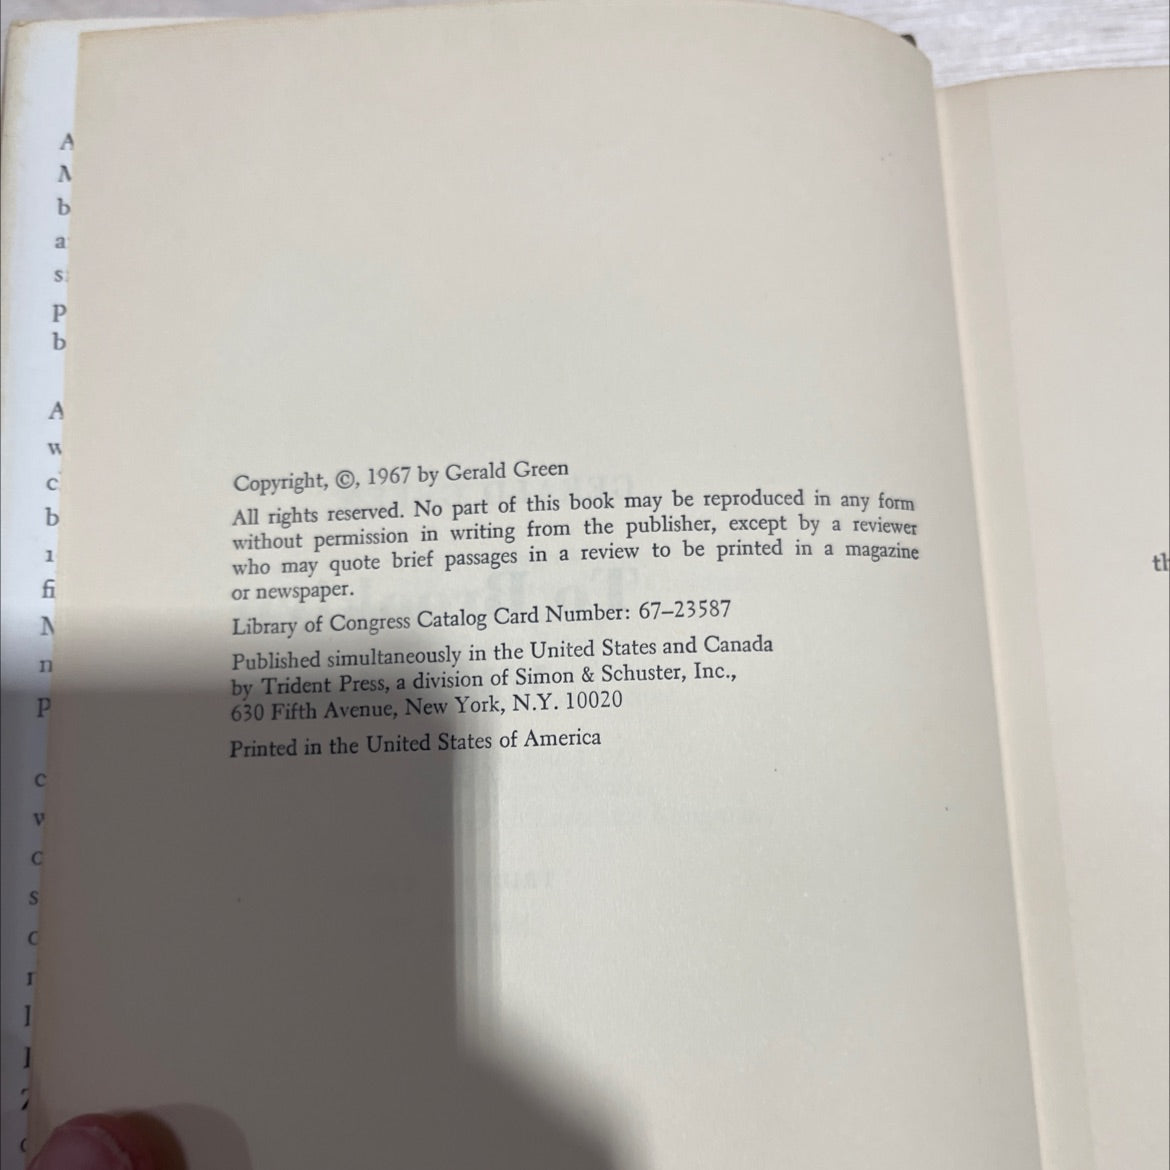 Copyright, ©, 1967 by Gerald Green
All rights reserved. No part of this book may be reproduced in any form
without permission in writing from the publisher, except by a reviewer
who may quote brief passages in a review to be printed in a magazine
or newspaper.
Library of Congress Catalog Card Number: 67–23587
Published simultaneously in the United States and Canada
by Trident Press, a division of Simon & Schuster, Inc.,
630 Fifth Avenue, New York, N.Y. 10020
Printed in the United States of America